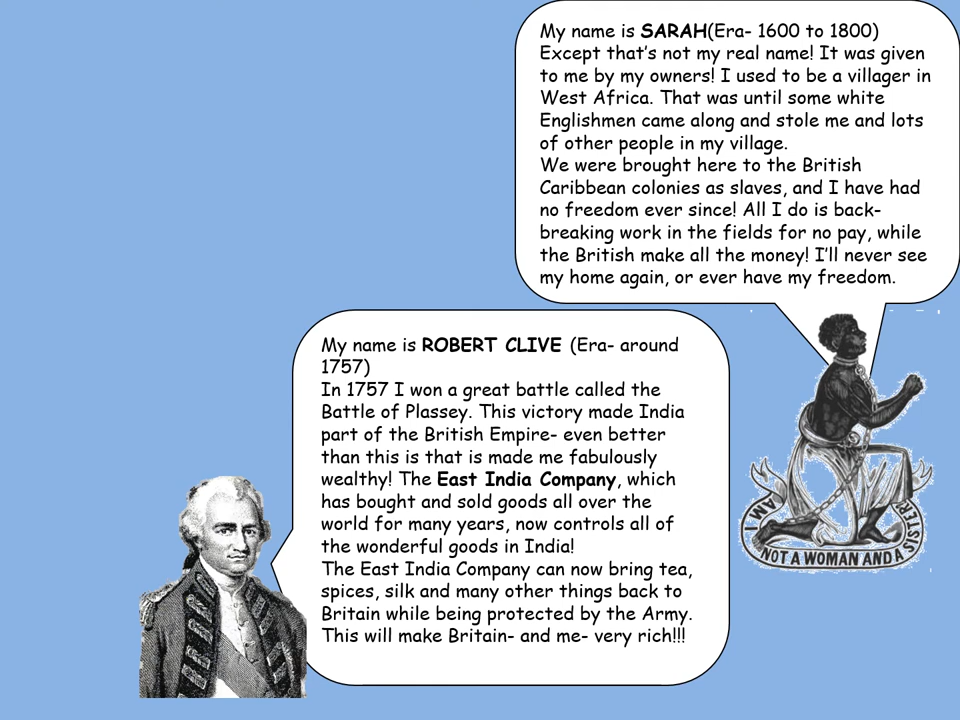 My name is SARAH(Era- 1600 to 1800)
Except that's not my real name! It was given
to me by my owners! I used to be a villager in
West Africa. That was until some white
Englishmen came along and stole me and lots
of other people in my village.
We were brought here to the British
Caribbean colonies as slaves, and I have had
no freedom ever since! All I do is back-
breaking work in the fields for no pay, while
the British make all the money! I'll never see
my home again, or ever have my freedom.
My name is ROBERT CLIVE (Era- around
1757)
In 1757 I won a great battle called the
Battle of Plassey. This victory made India
part of the British Empire- even better
than this is that is made me fabulously
wealthy! The East India Company, which
has bought and sold goods all over the
world for many years, now controls all of
the wonderful goods in India!
The East India Company can now bring tea,
spices, silk and many other things back to
Britain while being protected by the Army.
This will make Britain- and me- very rich!!!
AM I NOT A WOMAN AND A SISTER